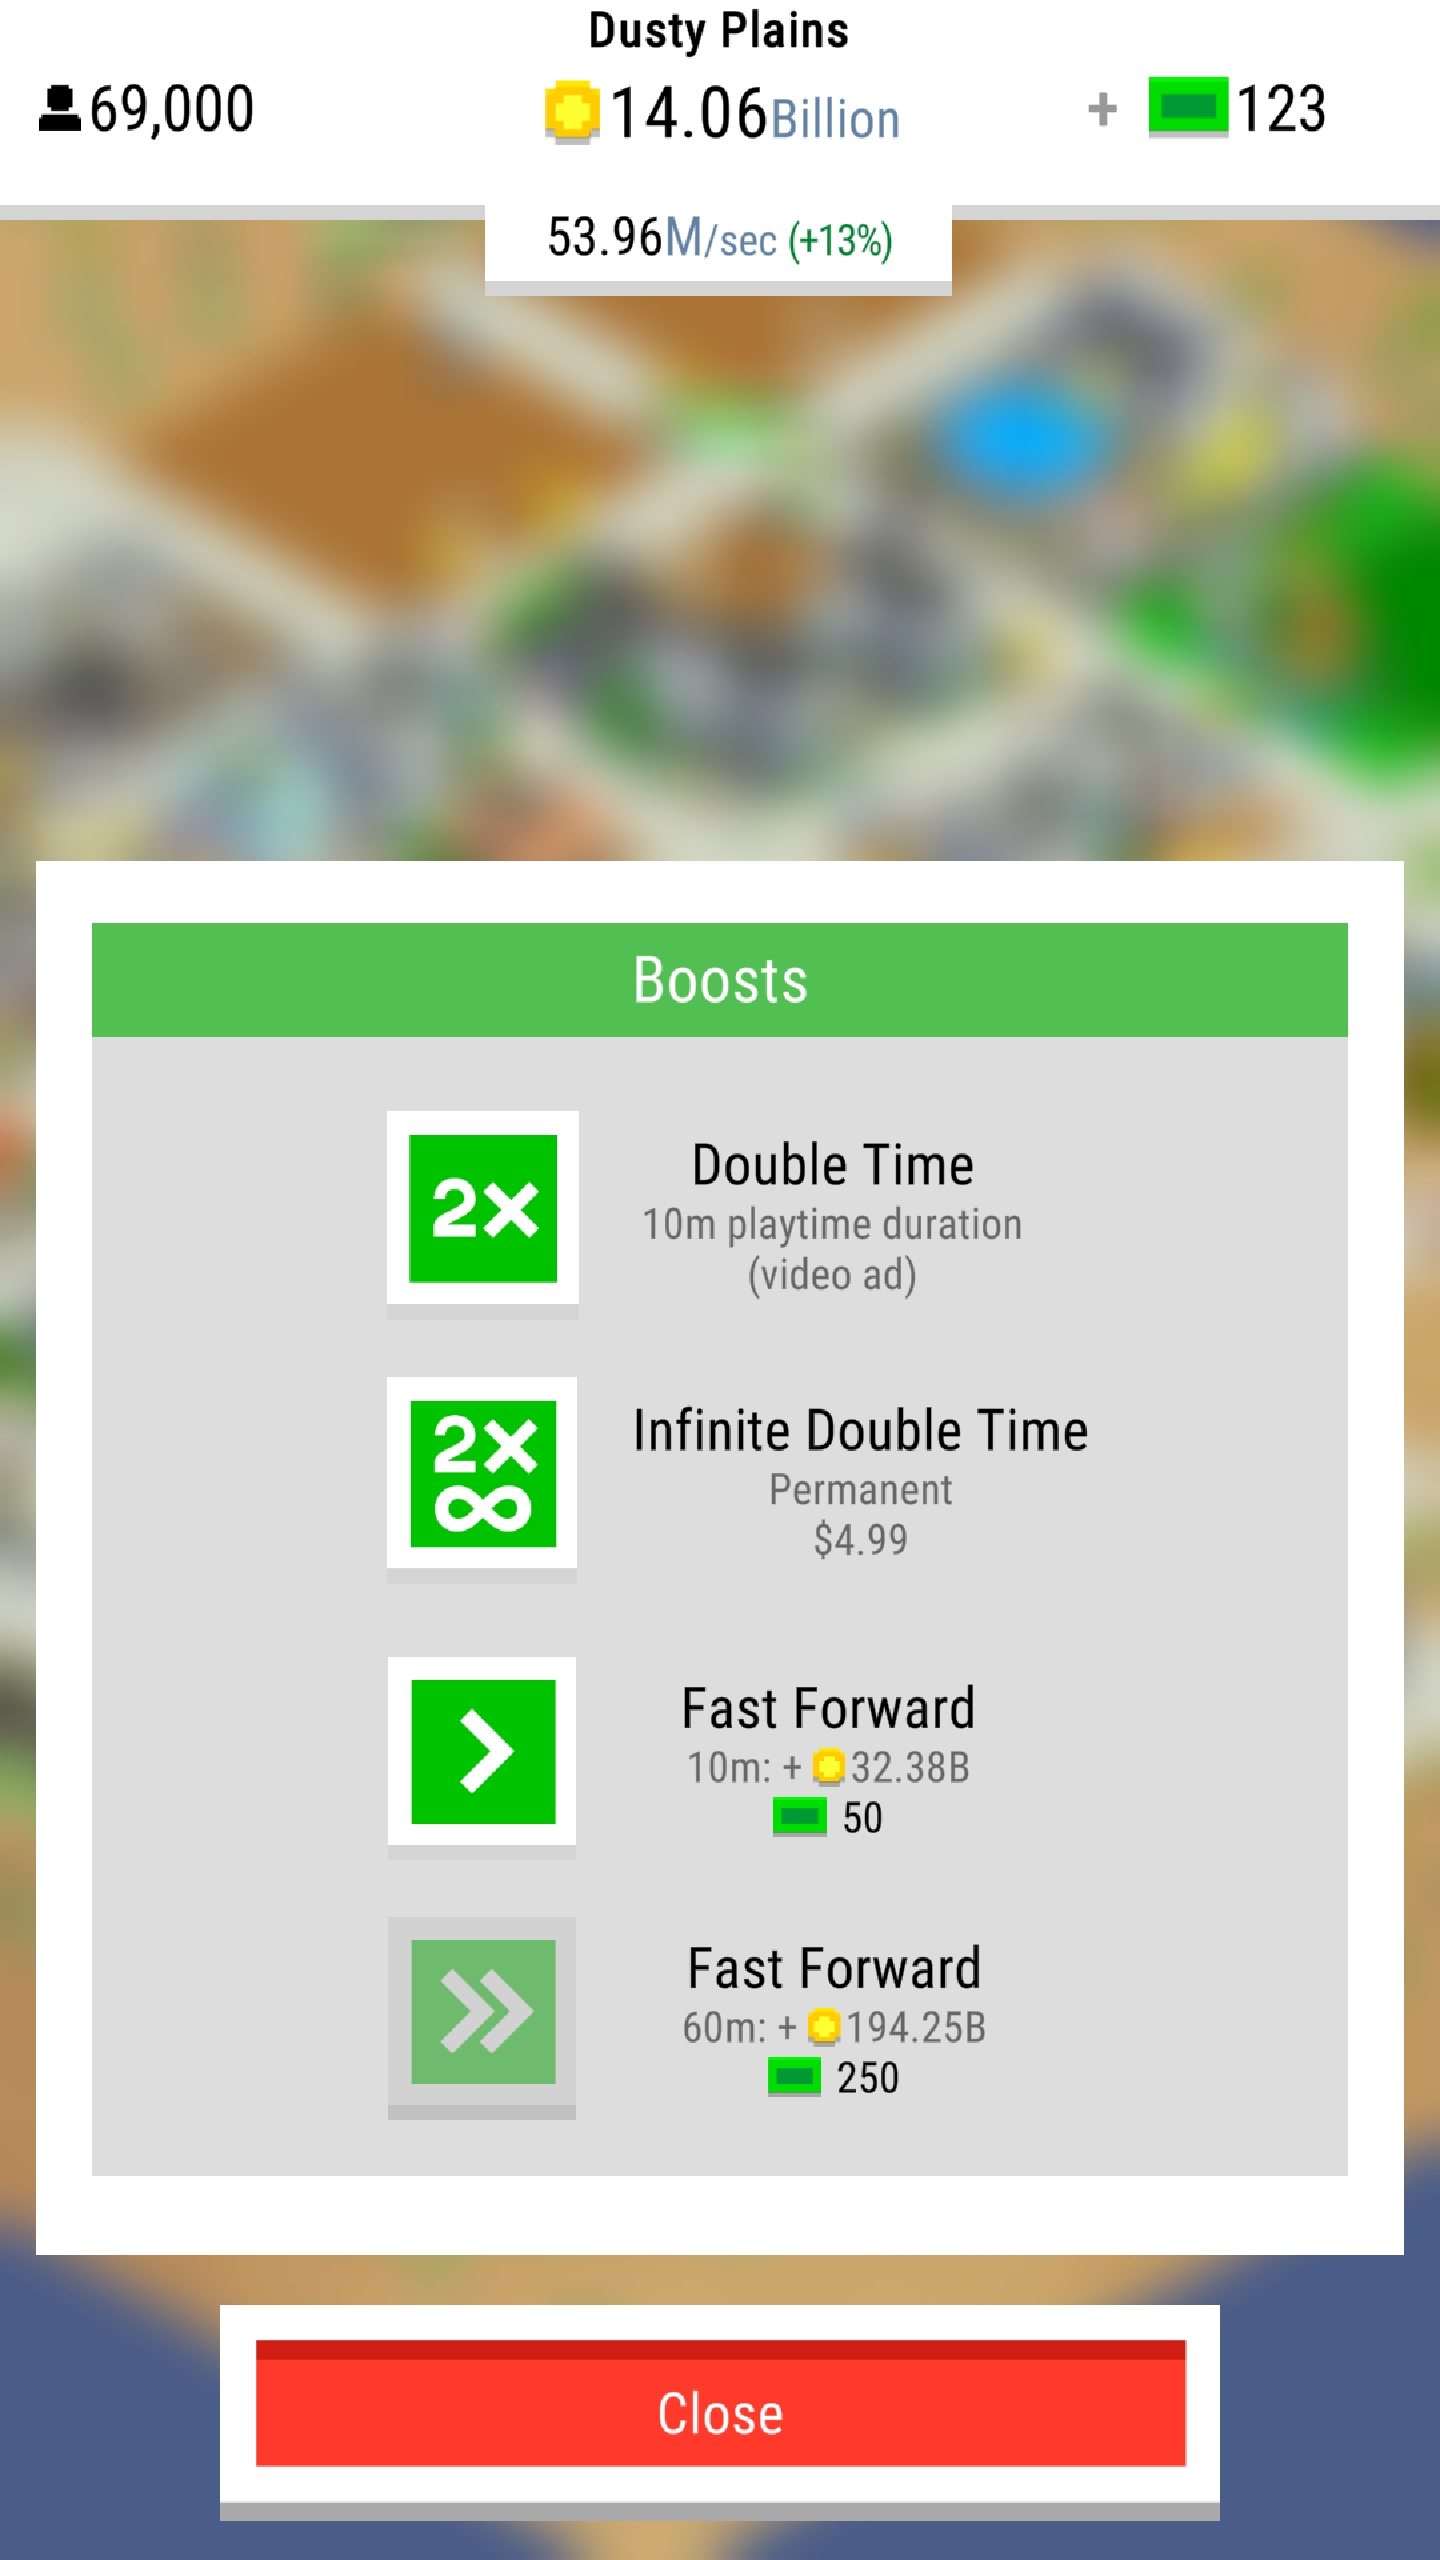 Dusty Plains
69,000
14.06Billion
+ 123
53.96M/sec (+13%)
Boosts
2×
Double Time
10m playtime duration
(video ad)
2×
∞
Infinite Double Time
Permanent
$4.99
Fast Forward
10m: + 32.38B
50
Fast Forward
60m: + 194.25B
250
Close